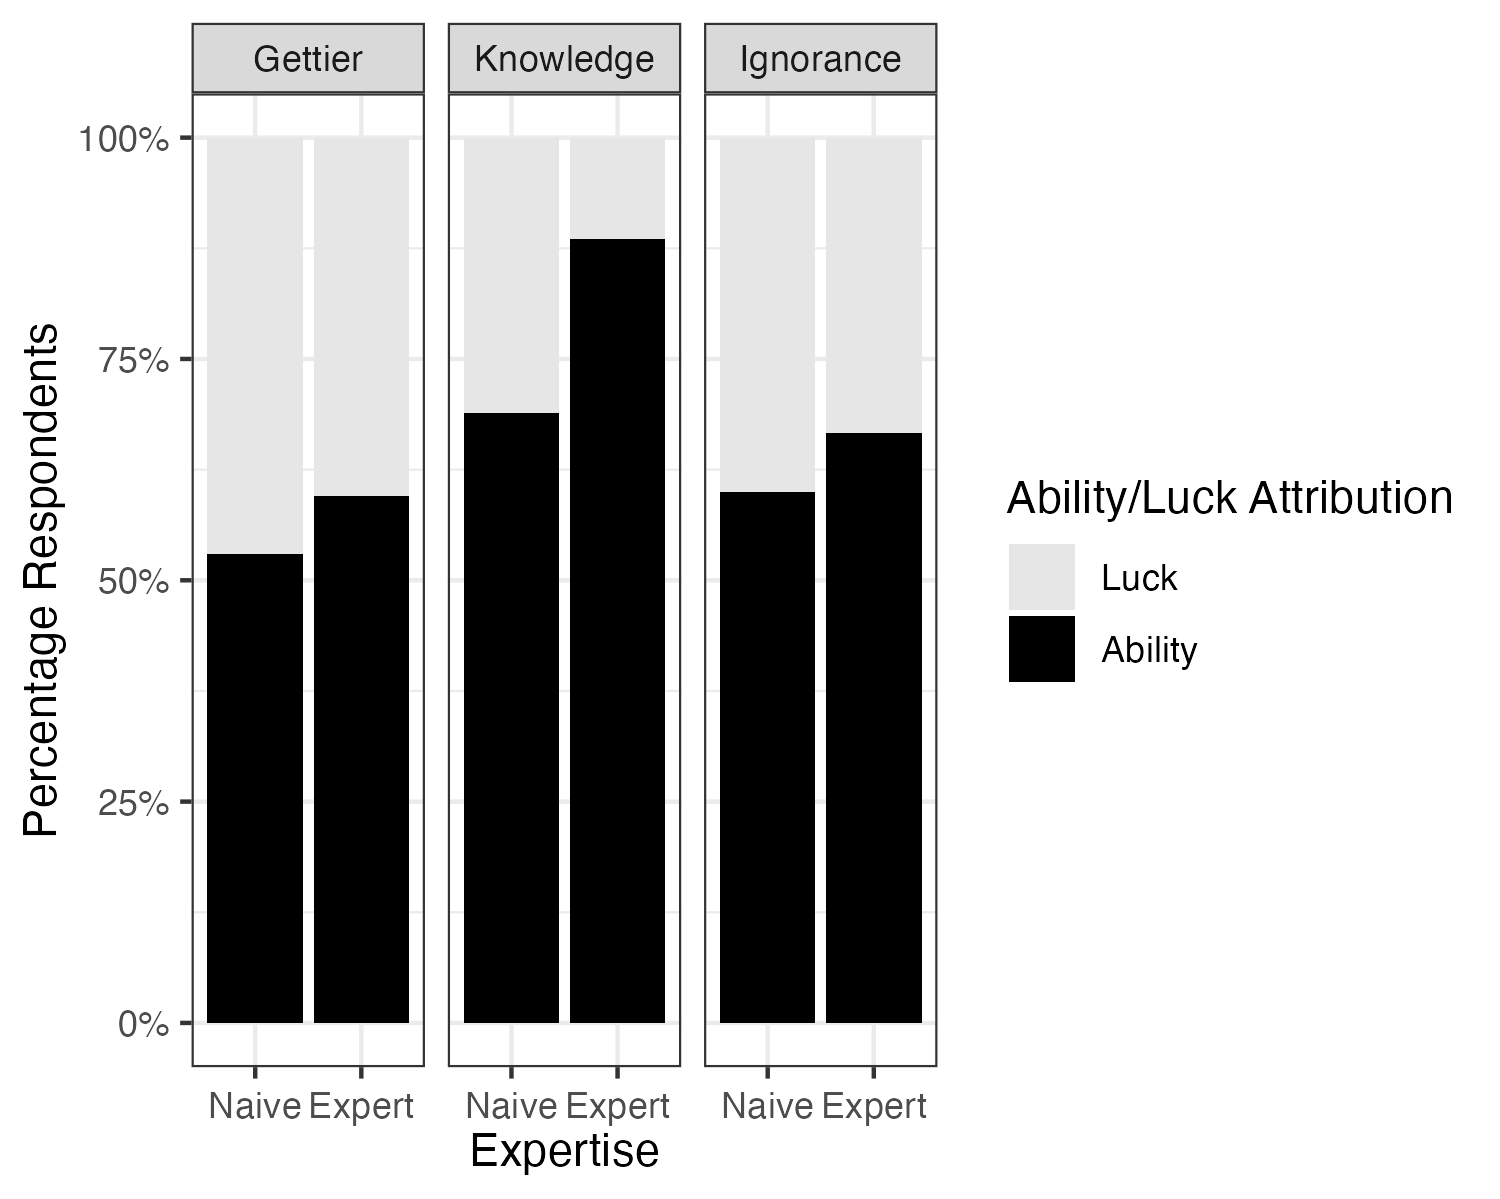 Gettier Knowledge Ignorance
100%
75%
50%
25%
0%
Percentage Respondents
Naive Expert Naive Expert Naive Expert
Expertise
Ability/Luck Attribution
Luck
Ability